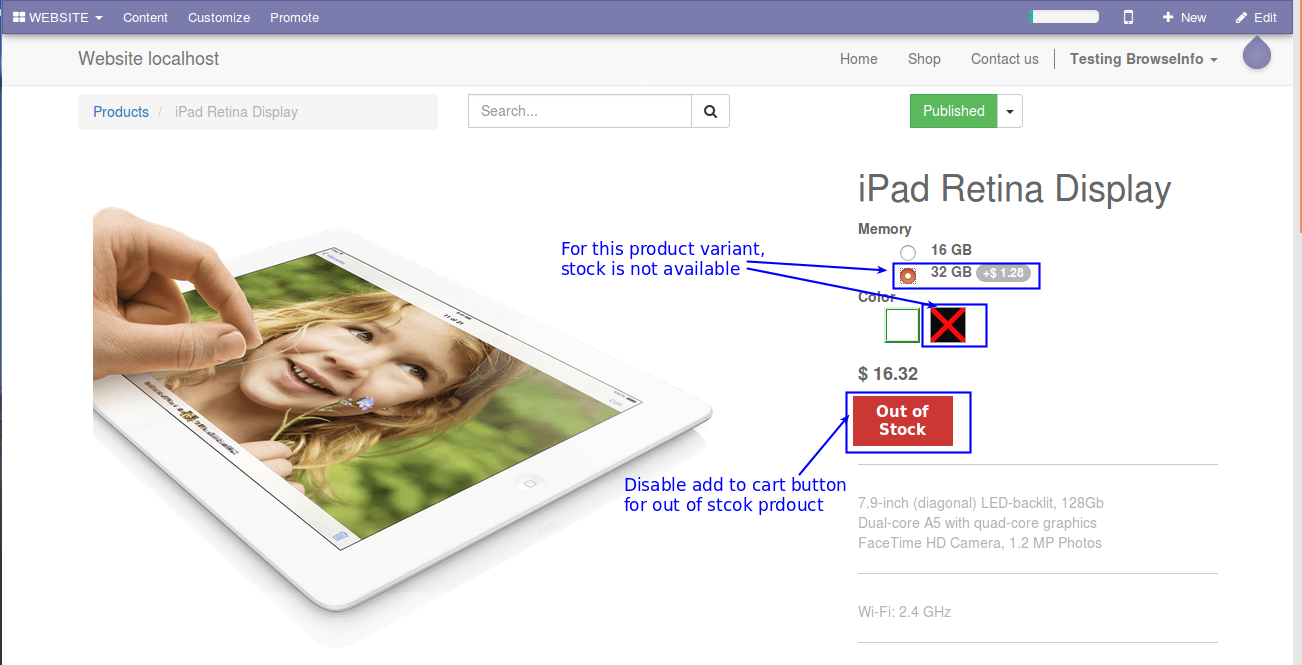 WEBSITE Content Customize Promote New Edit
Website localhost Home Shop Contact us Testing BrowseInfo
Products / iPad Retina Display Search... Published
iPad Retina Display
Memory
16 GB
32 GB +$ 1.28
For this product variant,
stock is not available
Color
$ 16.32
Out of
Stock
Disable add to cart button
for out of stcok prdouct
7.9-inch (diagonal) LED-backlit, 128Gb
Dual-core A5 with quad-core graphics
FaceTime HD Camera, 1.2 MP Photos
Wi-Fi: 2.4 GHz